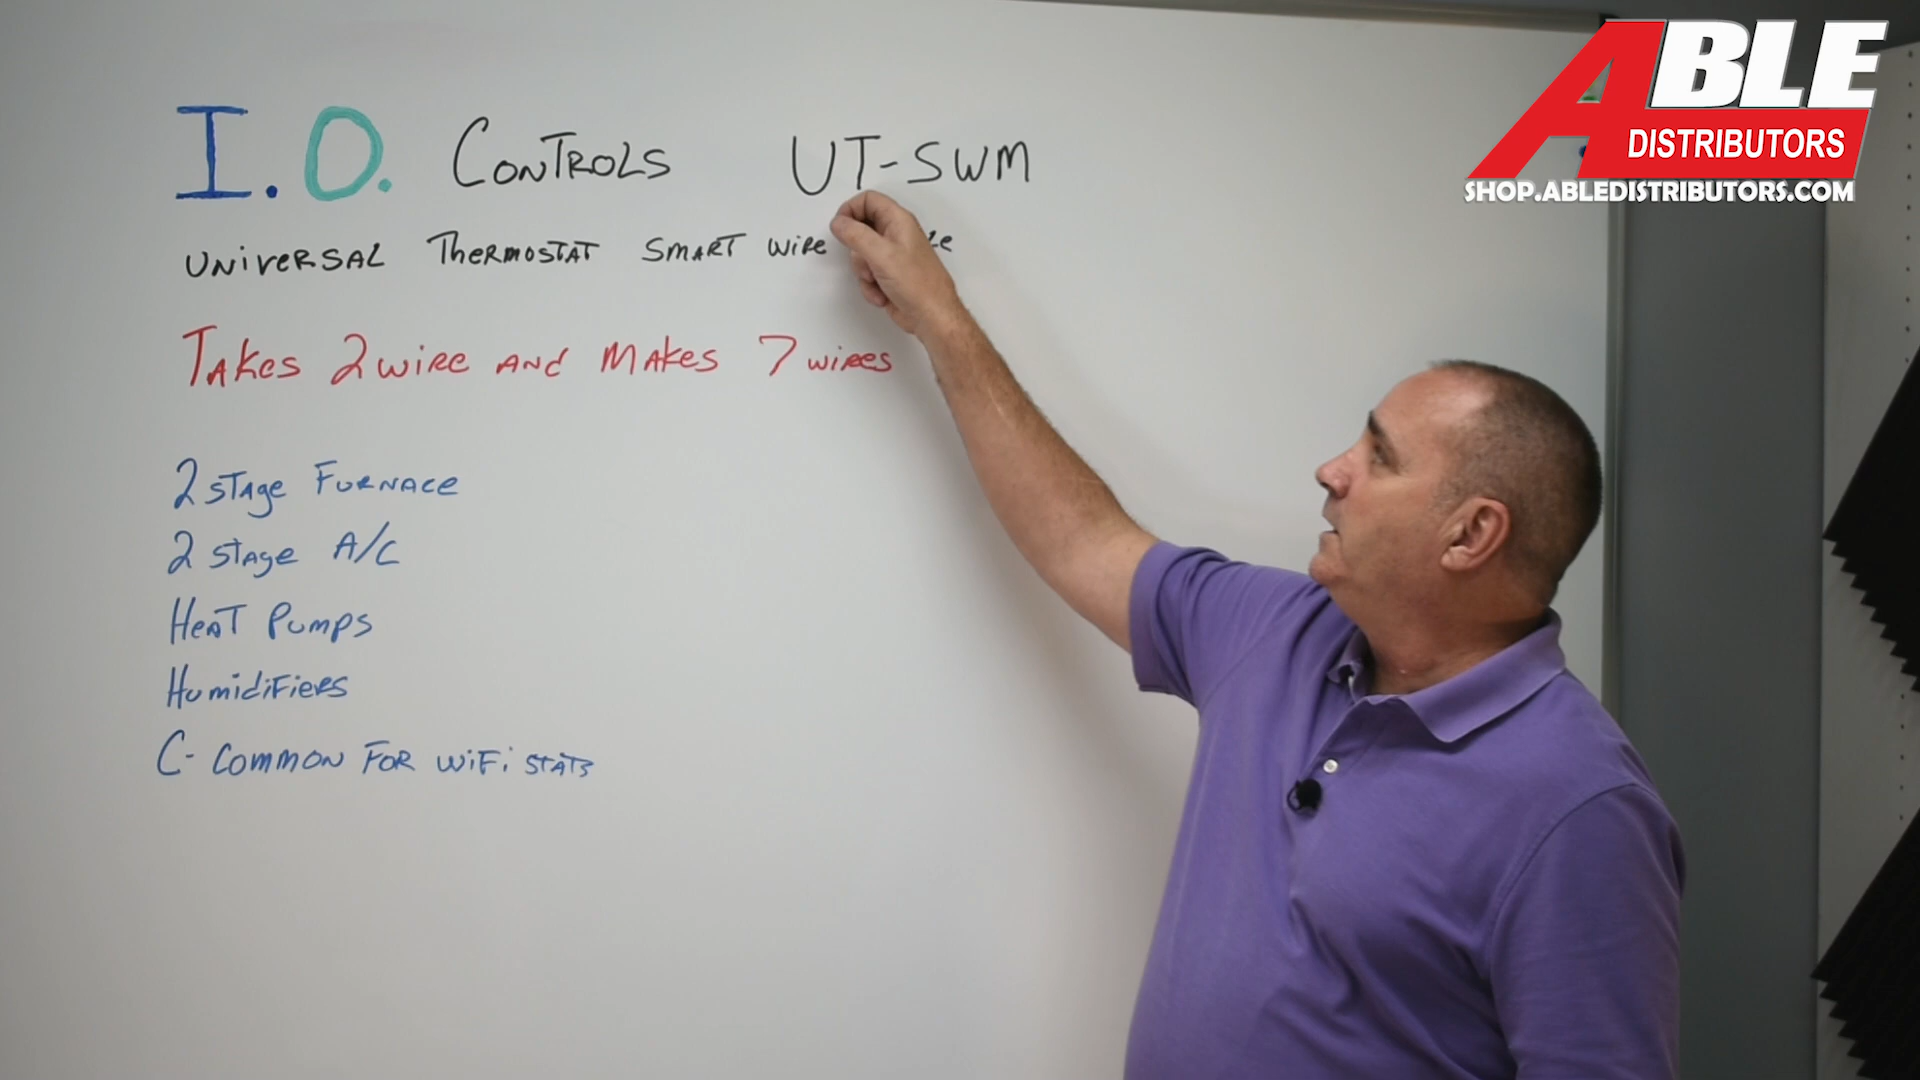 I.O. Controls UT-SWM
Universal Thermostat Smart Wire
Takes 2 wire and Makes 7 wires
2 stage Furnace
2 stage A/C
Heat Pumps
Humidifiers
C- Common For WiFi stats
ABLE
DISTRIBUTORS
SHOP.ABLEDISTRIBUTORS.COM